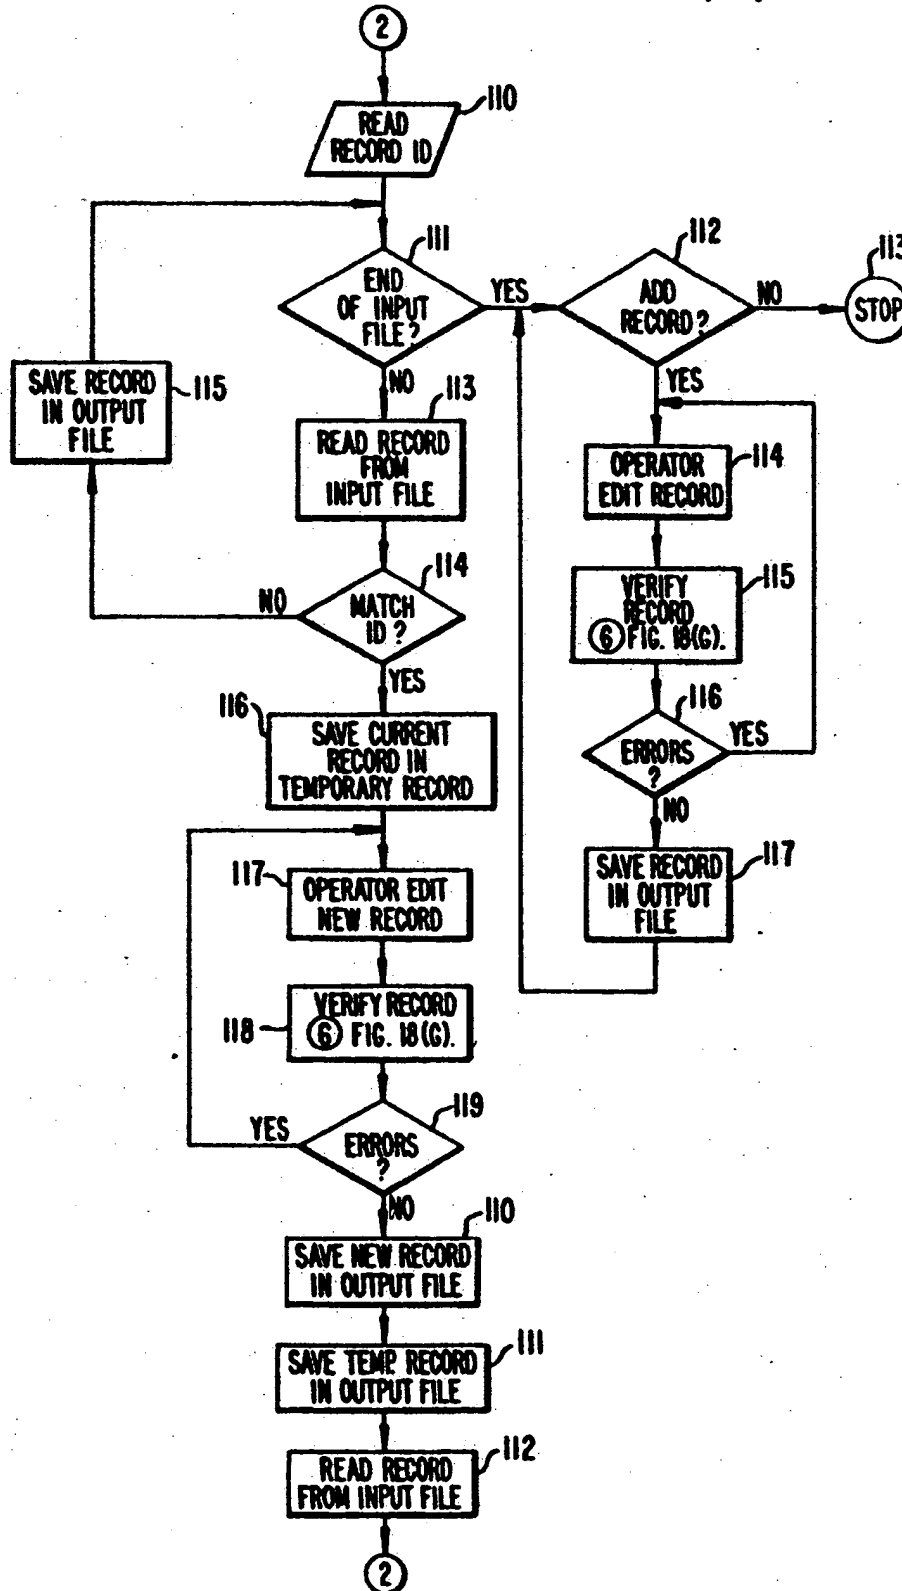 2
110
READ
RECORD ID
111
END
OF INPUT
FILE?
YES
112
ADD
RECORD?
NO
113
STOP
NO
113
READ RECORD
FROM
INPUT FILE
SAVE RECORD
IN OUTPUT
FILE
115
114
MATCH
ID?
NO
YES
116
SAVE CURRENT
RECORD IN
TEMPORARY RECORD
117
OPERATOR EDIT
NEW RECORD
118
VERIFY RECORD
6 FIG. 18(G).
119
ERRORS
?
YES
NO
110
SAVE NEW RECORD
IN OUTPUT FILE
111
SAVE TEMP. RECORD
IN OUTPUT FILE
112
READ RECORD
FROM INPUT FILE
2
YES
114
OPERATOR
EDIT RECORD
115
VERIFY
RECORD
6 FIG. 18(G).
116
ERRORS
?
YES
NO
117
SAVE RECORD
IN OUTPUT
FILE